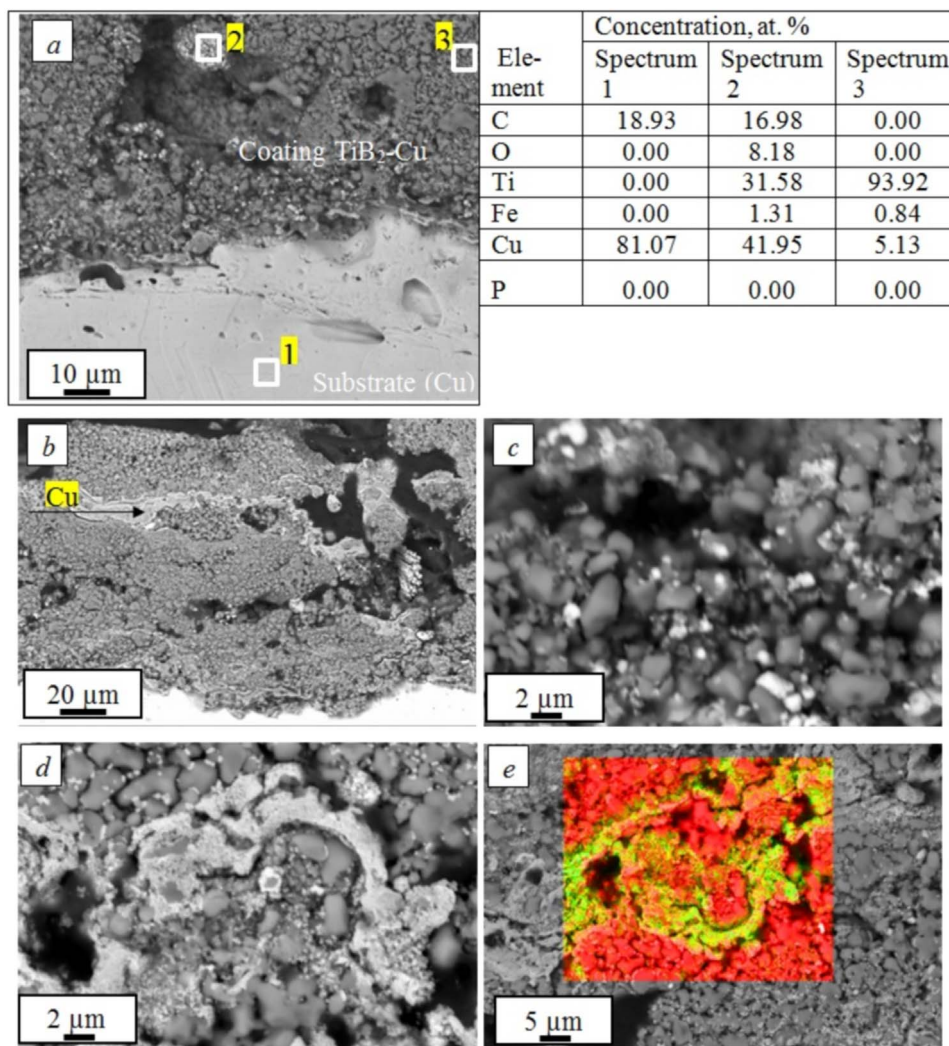 a
2
3
Coating TiB₂-Cu
1
10 µm
Substrate (Cu)
Ele-
ment
Concentration, at. %
Spectrum
1
Spectrum
2
Spectrum
3
C 18.93 16.98 0.00
O 0.00 8.18 0.00
Ti 0.00 31.58 93.92
Fe 0.00 1.31 0.84
Cu 81.07 41.95 5.13
P 0.00 0.00 0.00
b
Cu
20 µm
c
2 µm
d
2 µm
e
5 µm